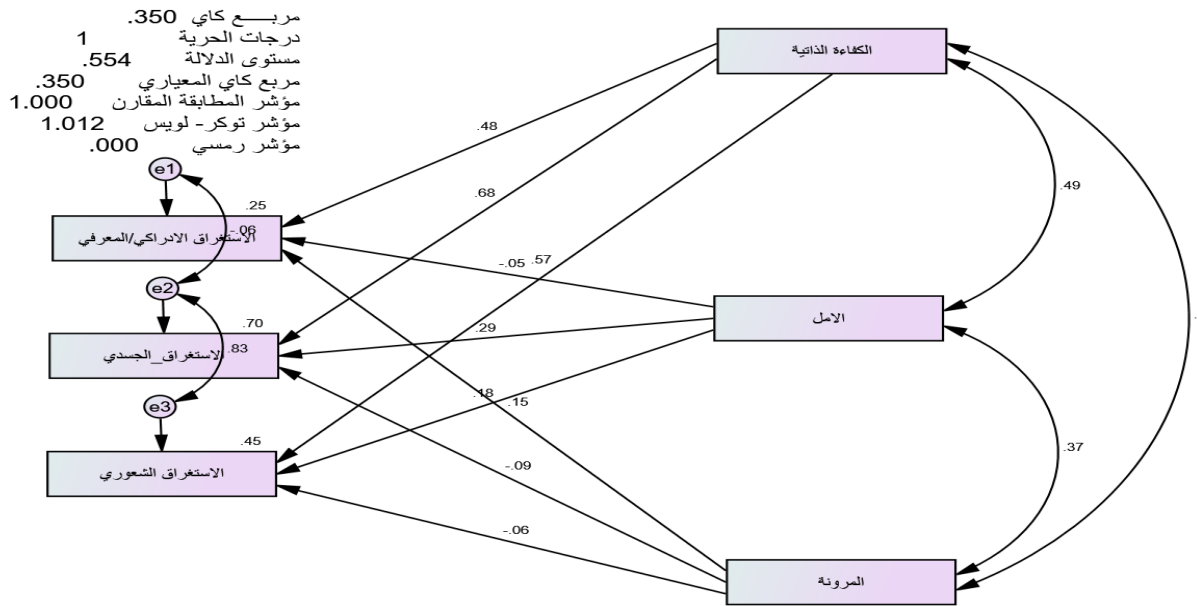 مربـــــع كاي .350
درجات الحرية 1
مستوى الدلالة .554
مربع كاي المعياري .350
مؤشر المطابقة المقارن 1.000
مؤشر توكر- لويس 1.012
مؤشر رمسي .000
الكفاءة الذاتية
الامل
المرونة
e1
.25
الاستغراق الادراكي/المعرفي
-.06
e2
.70
الاستغراق_الجسدي
.83
e3
.45
الاستغراق الشعوري
.48
.68
.57
-.05
.29
.18
.15
-.09
-.06
.49
.37